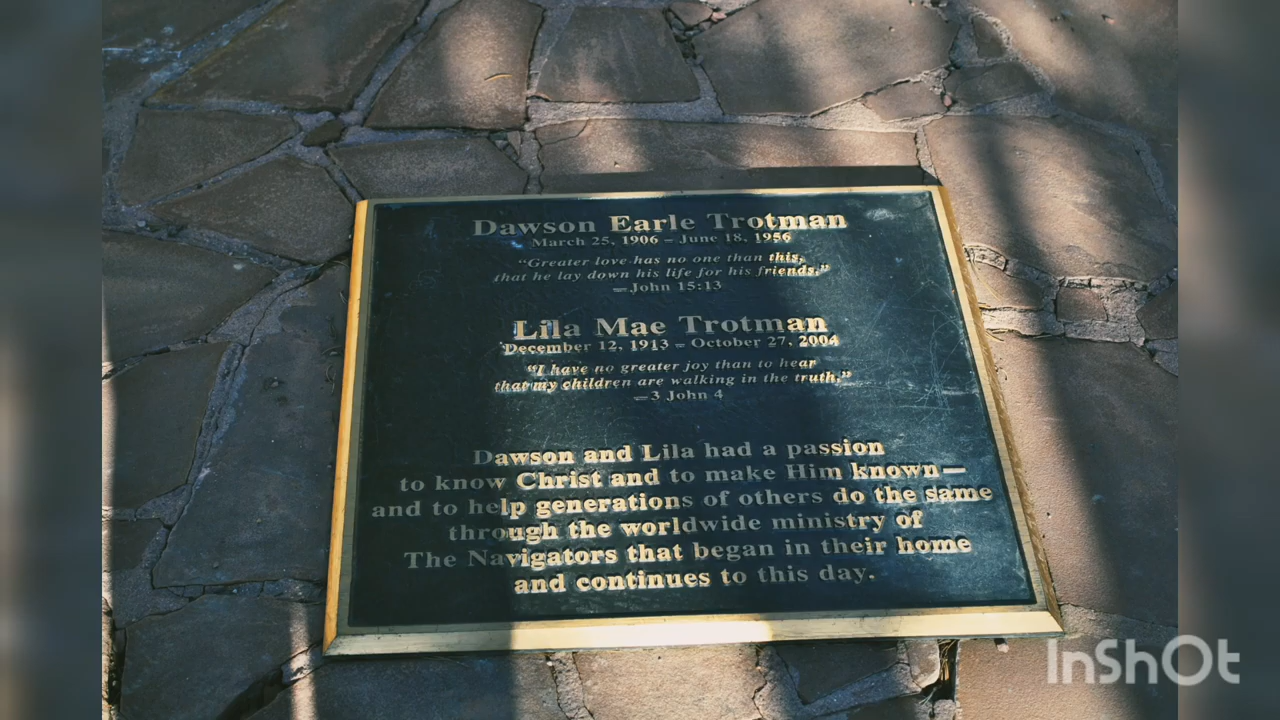 Dawson Earle Trotman
March 25, 1906 – June 18, 1956
“Greater love has no one than this,
that he lay down his life for his friends.”
—John 15:13
Lila Mae Trotman
December 12, 1913 – October 27, 2004
“I have no greater joy than to hear
that my children are walking in the truth.”
—3 John 4
Dawson and Lila had a passion
to know Christ and to make Him known—
and to help generations of others do the same
through the worldwide ministry of
The Navigators that began in their home
and continues to this day.
InShOt